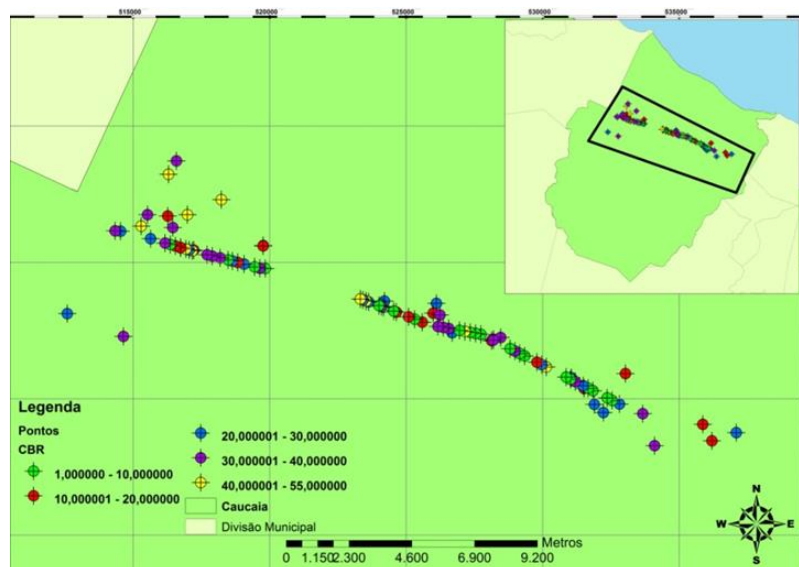 515000 520000 525000 530000 535000
Legenda
Pontos
CBR
1,000000 - 10,000000
10,000001 - 20,000000
20,000001 - 30,000000
30,000001 - 40,000000
40,000001 - 55,000000
Caucaia
Divisão Municipal
Metros
0 1.150 2.300 4.600 6.900 9.200
N
W E
S